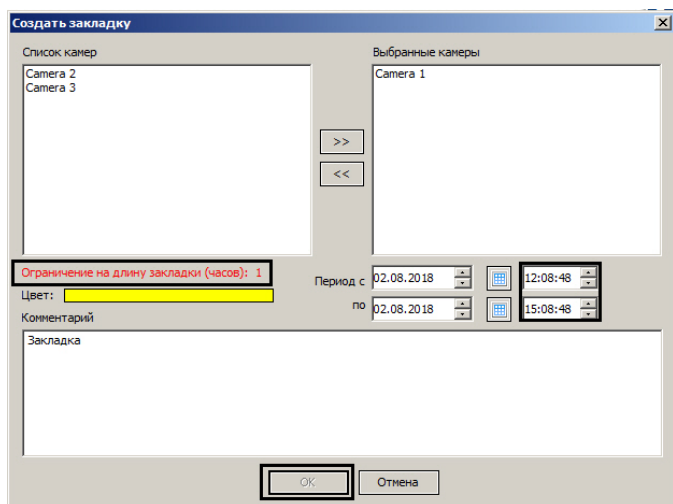 Создать закладку
Список камер
Выбранные камеры
Camera 2
Camera 3
Camera 1
>>
<<
Ограничение на длину закладки (часов): 1
Период с 02.08.2018 12:08:48
Цвет:
по 02.08.2018 15:08:48
Комментарий
Закладка
OK Отмена